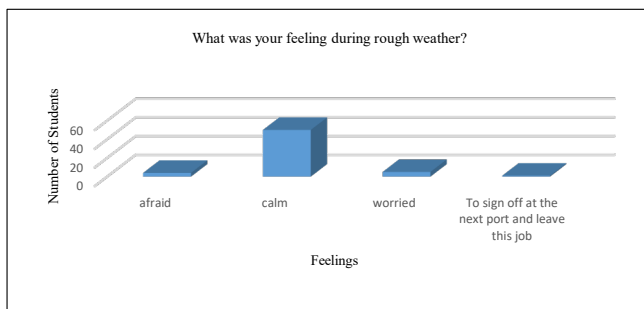 What was your feeling during rough weather?
Number of Students
60
40
20
0
afraid
calm
worried
To sign off at the
next port and leave
this job
Feelings